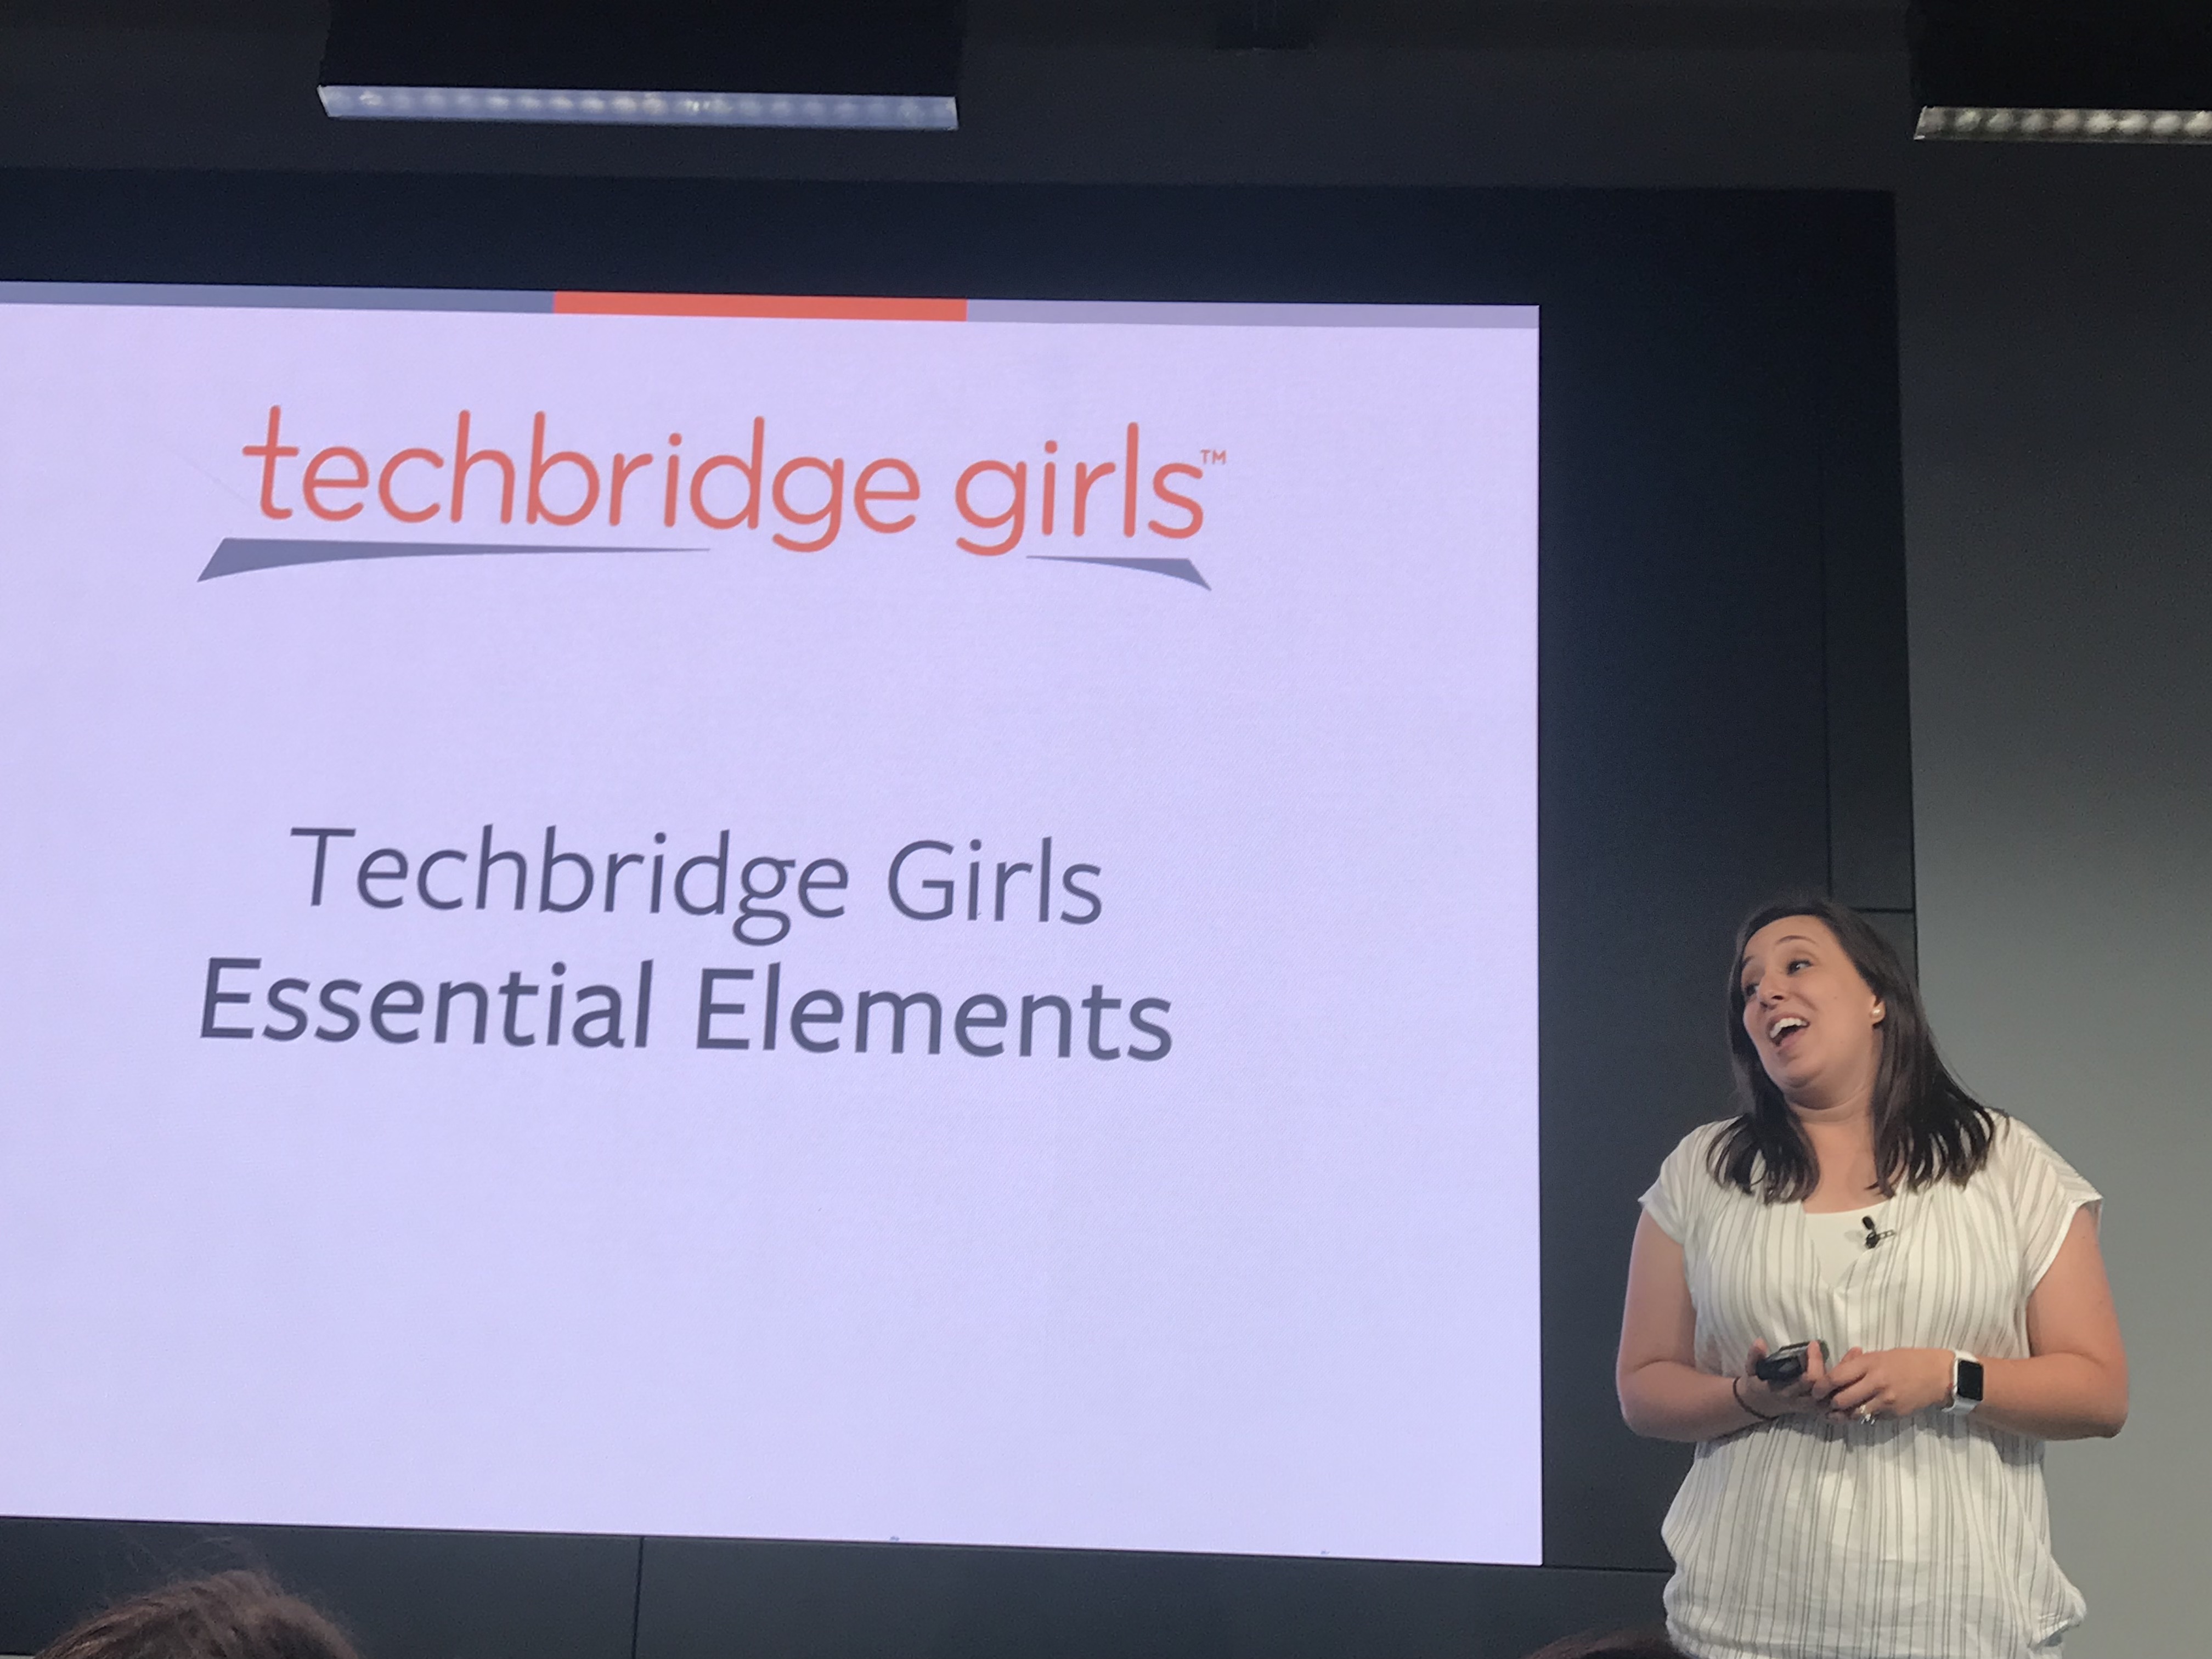 techbridge girls™
Techbridge Girls
Essential Elements